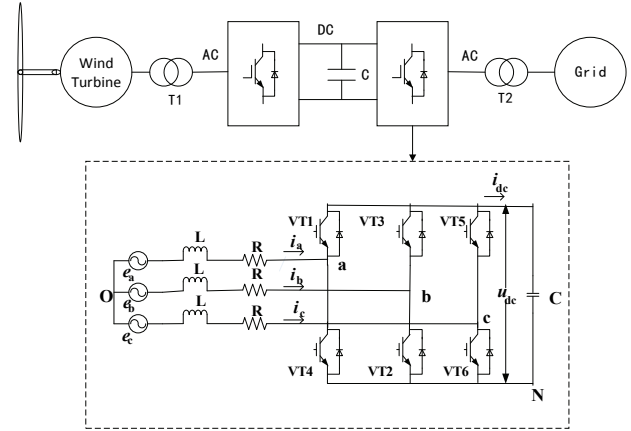 Wind
Turbine
T1
AC
DC
C
AC
T2
Grid
i_dc
VT1
VT3
VT5
L
R
i_a
a
e_a
L
R
i_b
b
O
e_b
u_dc
C
L
R
i_c
c
e_c
VT4
VT2
VT6
N